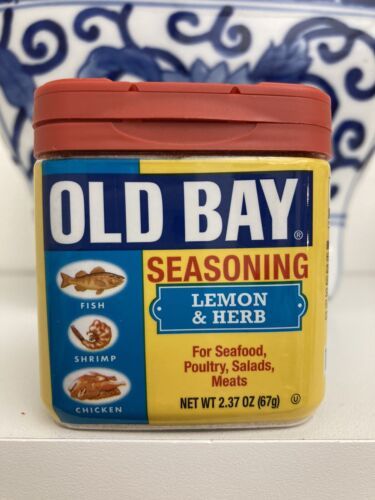 OLD BAY®
SEASONING
LEMON
& HERB
FISH
SHRIMP
CHICKEN
For Seafood,
Poultry, Salads,
Meats
NET WT 2.37 OZ (67g)
U